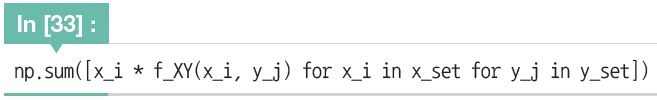 In [33] :
np.sum([x_i * f_XY(x_i, y_j) for x_i in x_set for y_j in y_set])